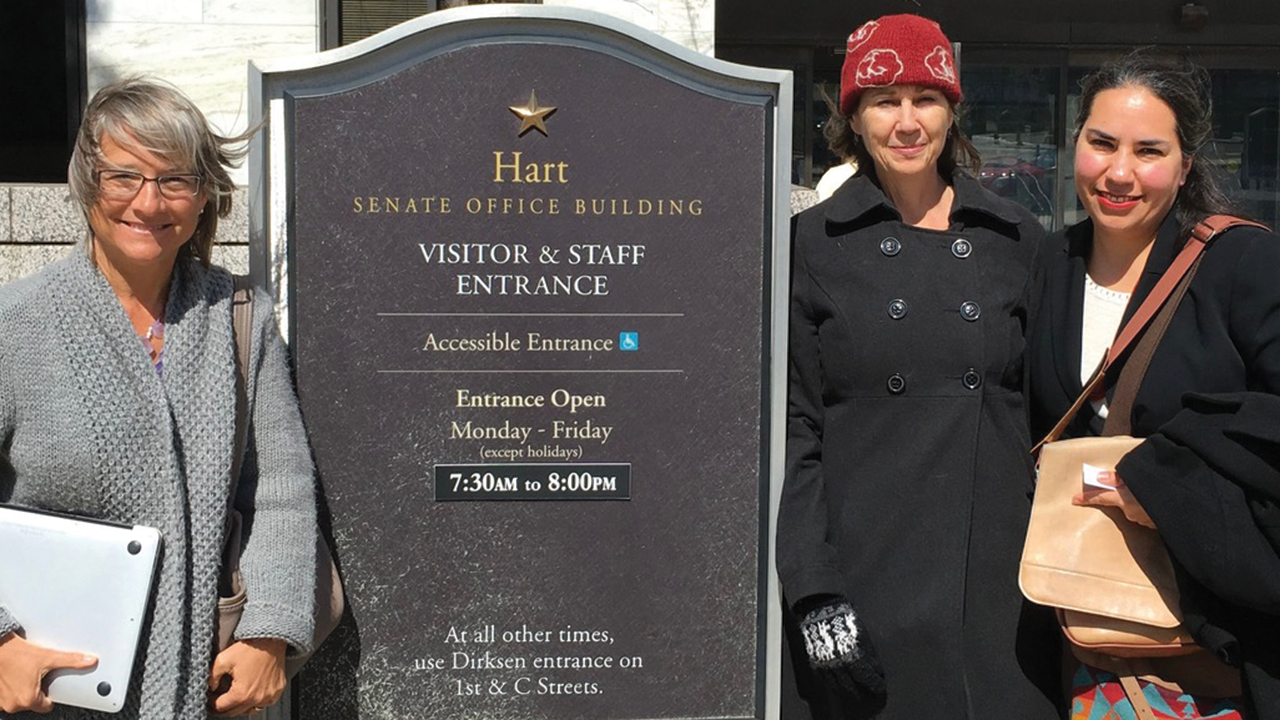 Hart
SENATE OFFICE BUILDING
VISITOR & STAFF
ENTRANCE
Accessible Entrance
Entrance Open
Monday - Friday
(except holidays)
7:30AM to 8:00PM
At all other times,
use Dirksen entrance on
1st & C Streets.